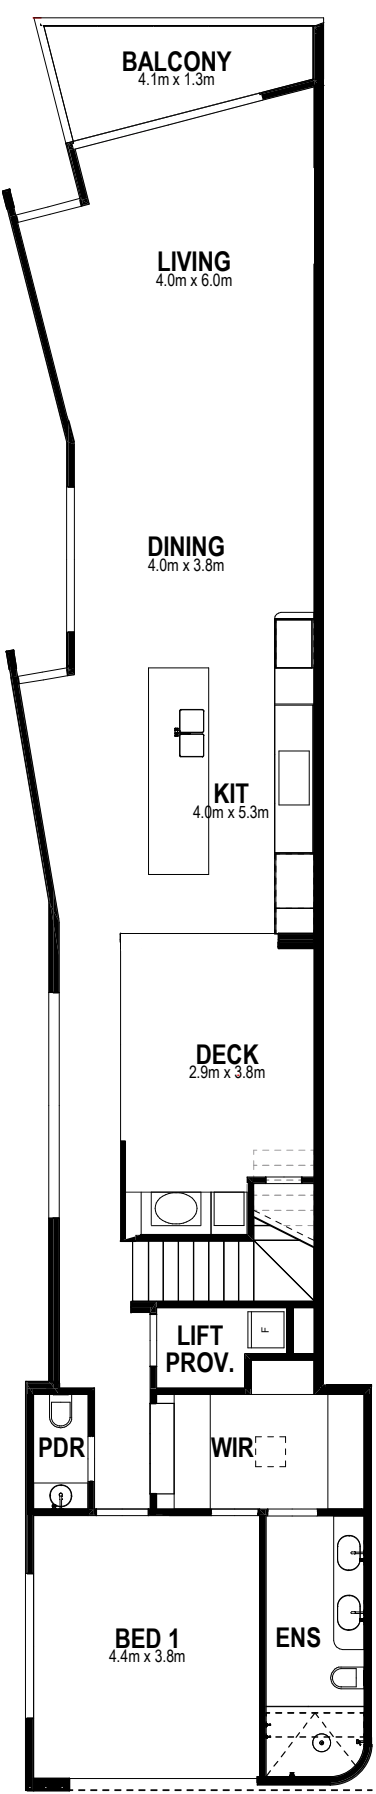 BALCONY
4.1m x 1.3m
LIVING
4.0m x 6.0m
DINING
4.0m x 3.8m
KIT
4.0m x 5.3m
DECK
2.9m x 3.8m
LIFT
PROV.
F
PDR
WIR
BED 1
4.4m x 3.8m
ENS